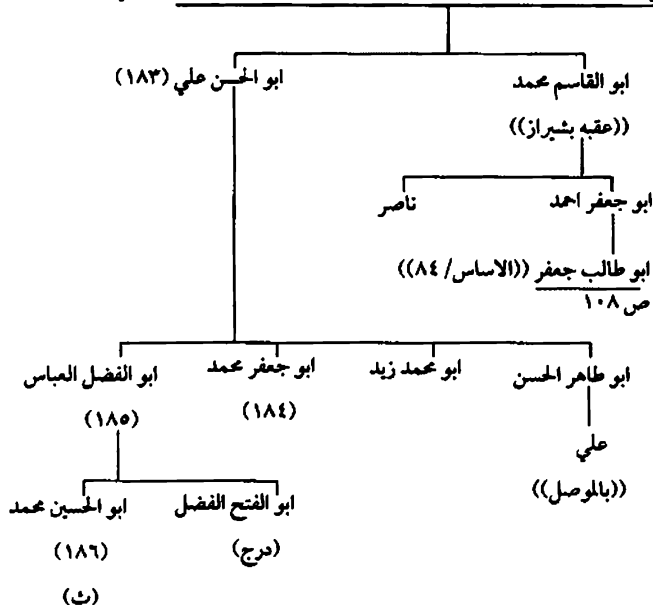 ابو القاسم محمد
ابو الحسن علي (١٨٣)
((عقبه بشيراز))
ابو جعفر احمد
ناصر
ابو طالب جعفر ((الاساس/ ٨٤))
ص ١٠٨
ابو طاهر الحسن
ابو محمد زيد
ابو جعفر محمد
ابو الفضل العباس
(١٨٤)
(١٨٥)
علي
((بالموصل))
ابو الفتح الفضل
ابو الحسين محمد
(درج)
(١٨٦)
(ث)